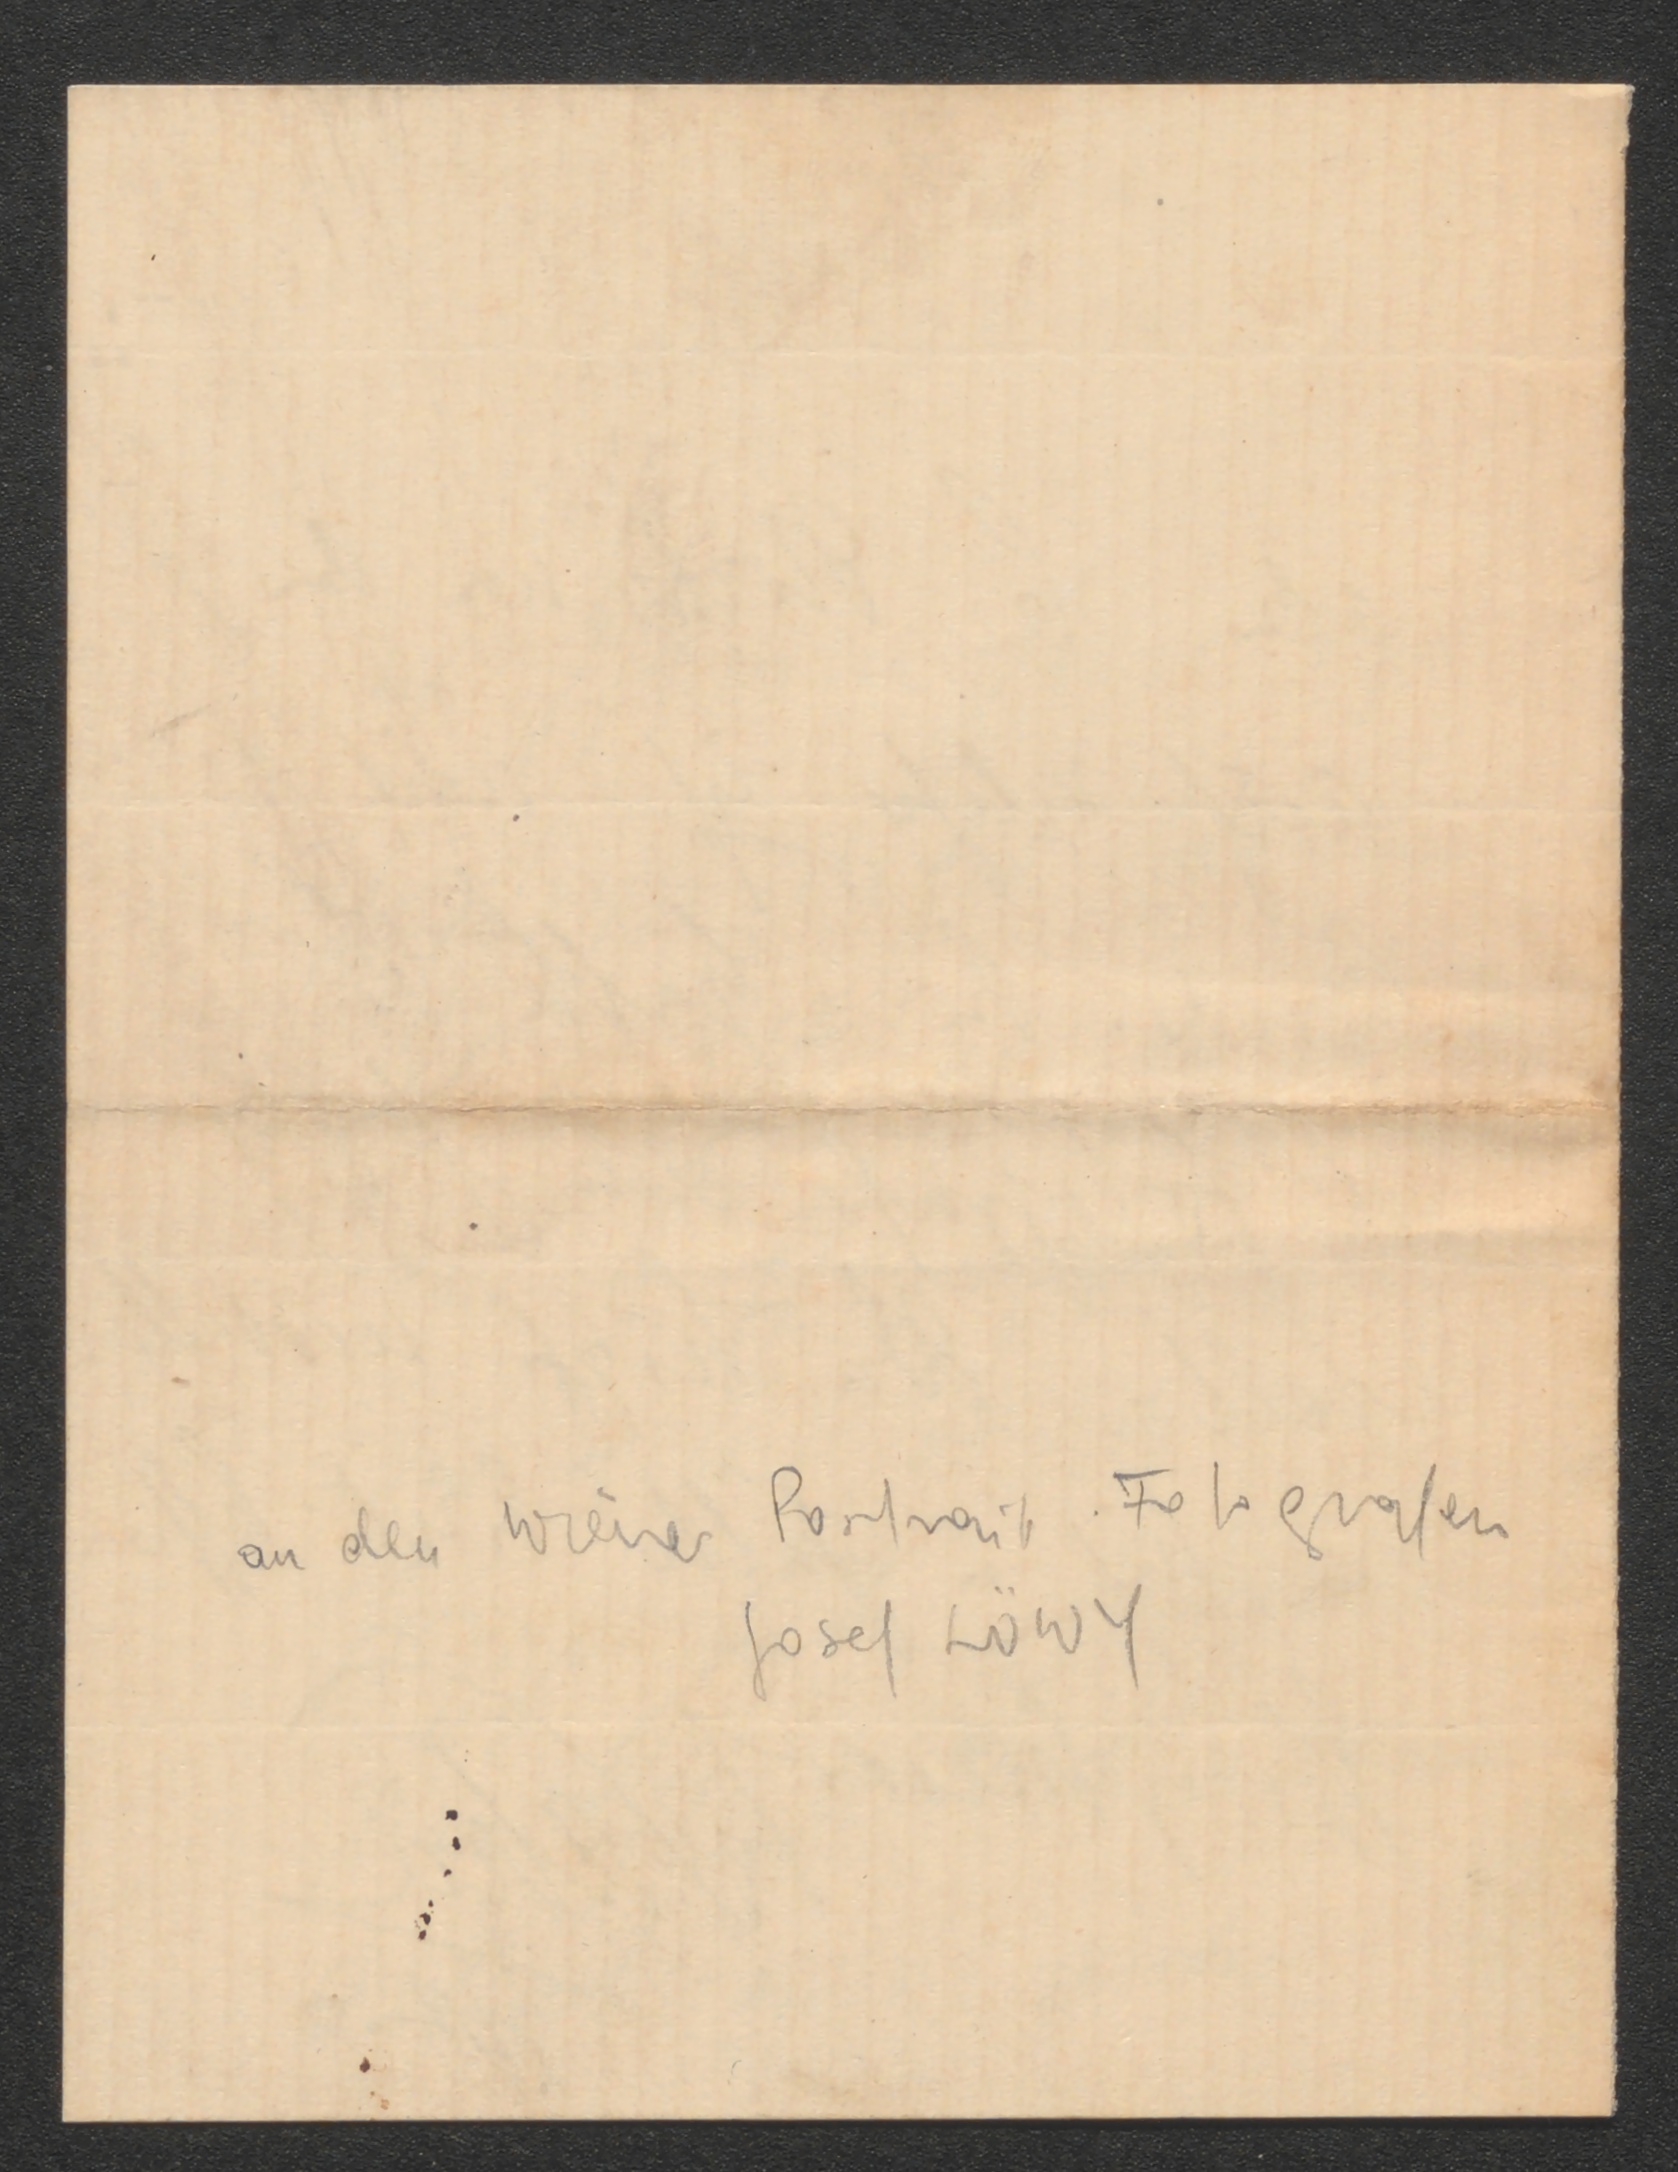 an den Wiener Portrait-Fotografen
Josef LÖWY